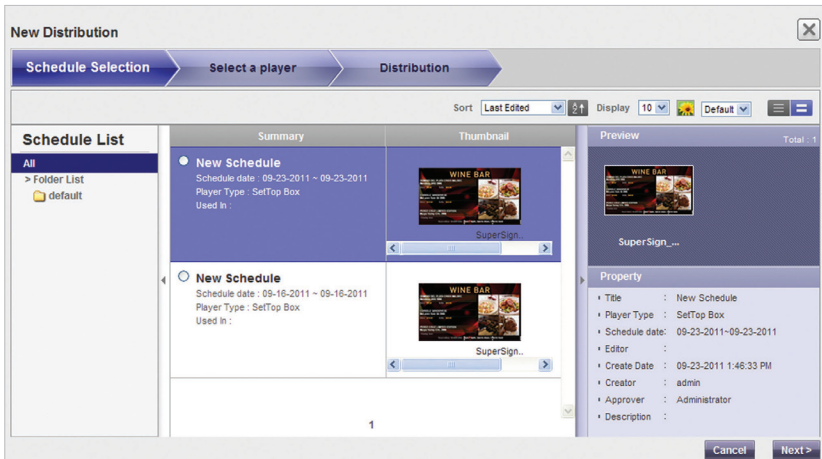 New Distribution
Schedule Selection
Select a player
Distribution
Sort
Last Edited
Display
10
Default
Schedule List
All
> Folder List
default
Summary
Thumbnail
New Schedule
Schedule date : 09-23-2011 ~ 09-23-2011
Player Type : SetTop Box
Used In :
WINE BAR
SuperSign..
New Schedule
Schedule date : 09-16-2011 ~ 09-16-2011
Player Type : SetTop Box
Used In :
WINE BAR
SuperSign..
1
Preview
Total : 1
WINE BAR
SuperSign_...
Property
Title : New Schedule
Player Type : SetTop Box
Schedule date: 09-23-2011~09-23-2011
Editor :
Create Date : 09-23-2011 1:46:33 PM
Creator : admin
Approver : Administrator
Description :
Cancel
Next >